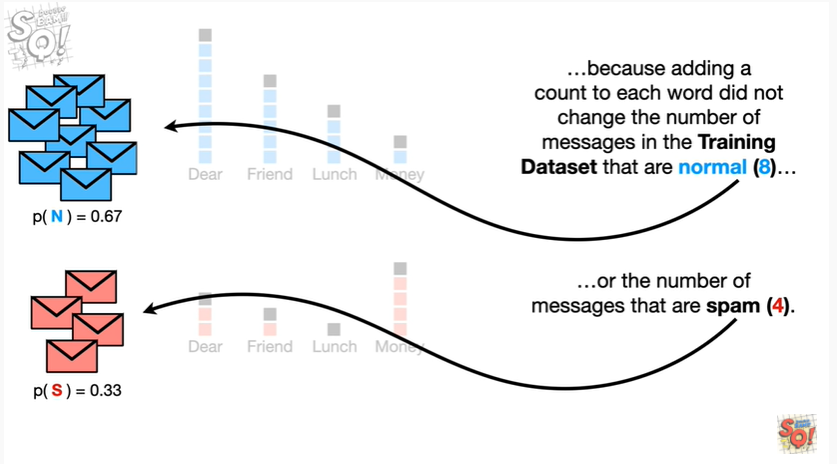 SQ!
…because adding a
count to each word did not
change the number of
messages in the Training
Dataset that are normal (8)…
Dear Friend Lunch Money
p( N ) = 0.67
…or the number of
messages that are spam (4).
Dear Friend Lunch Money
p( S ) = 0.33
SQ!